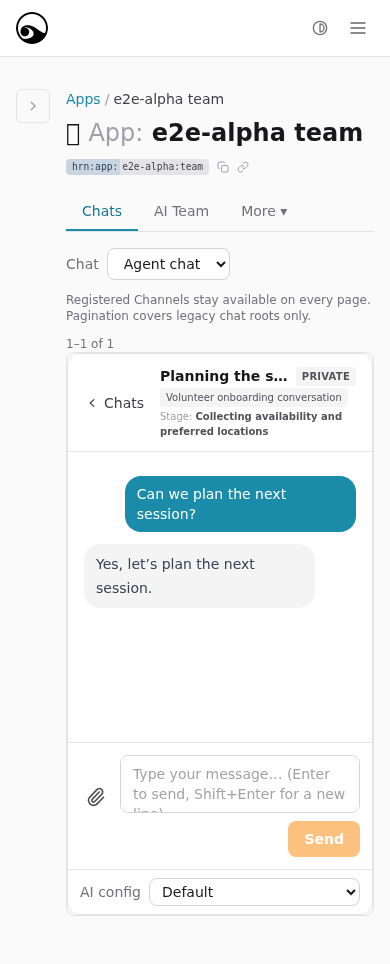 Apps / e2e-alpha team
App: e2e-alpha team
hrn:app: e2e-alpha:team
Chats AI Team More ▾
Chat Agent chat
Registered Channels stay available on every page.
Pagination covers legacy chat roots only.
1–1 of 1
Chats
Planning the s… PRIVATE
Volunteer onboarding conversation
Stage: Collecting availability and
preferred locations
Can we plan the next
session?
Yes, let’s plan the next
session.
Type your message… (Enter
to send, Shift+Enter for a new
line)
Send
AI config Default